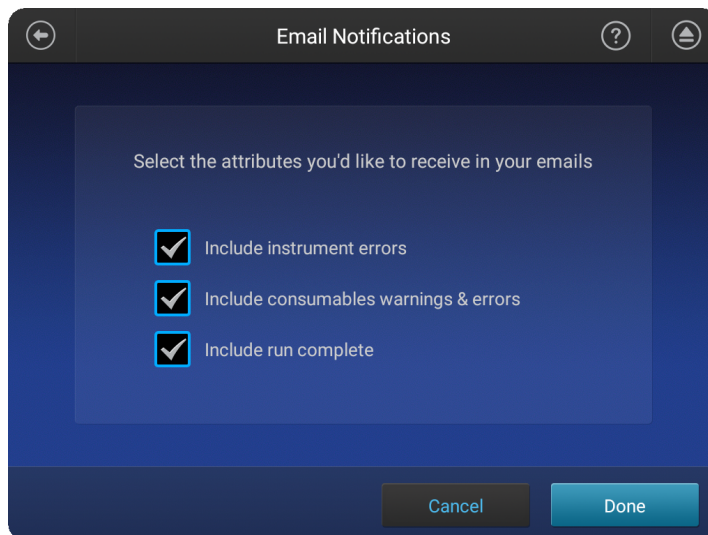 Email Notifications
?
Select the attributes you'd like to receive in your emails
Include instrument errors
Include consumables warnings & errors
Include run complete
Cancel
Done